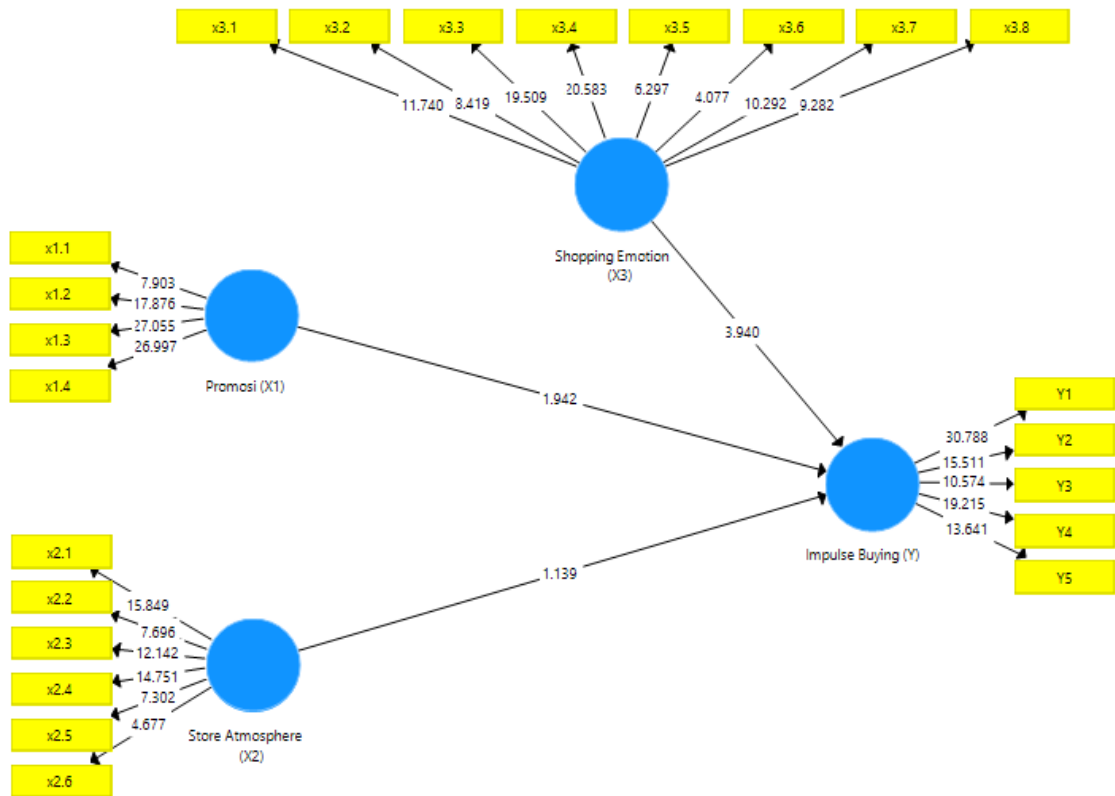 x3.1
x3.2
x3.3
x3.4
x3.5
x3.6
x3.7
x3.8
11.740
8.419
19.509
20.583
6.297
4.077
10.292
9.282
Shopping Emotion
(X3)
x1.1
x1.2
x1.3
x1.4
7.903
17.876
27.055
26.997
Promosi (X1)
3.940
1.942
1.139
Y1
Y2
Y3
Y4
Y5
30.788
15.511
10.574
19.215
13.641
Impulse Buying (Y)
x2.1
x2.2
x2.3
x2.4
x2.5
x2.6
15.849
7.696
12.142
14.751
7.302
4.677
Store Atmosphere
(X2)